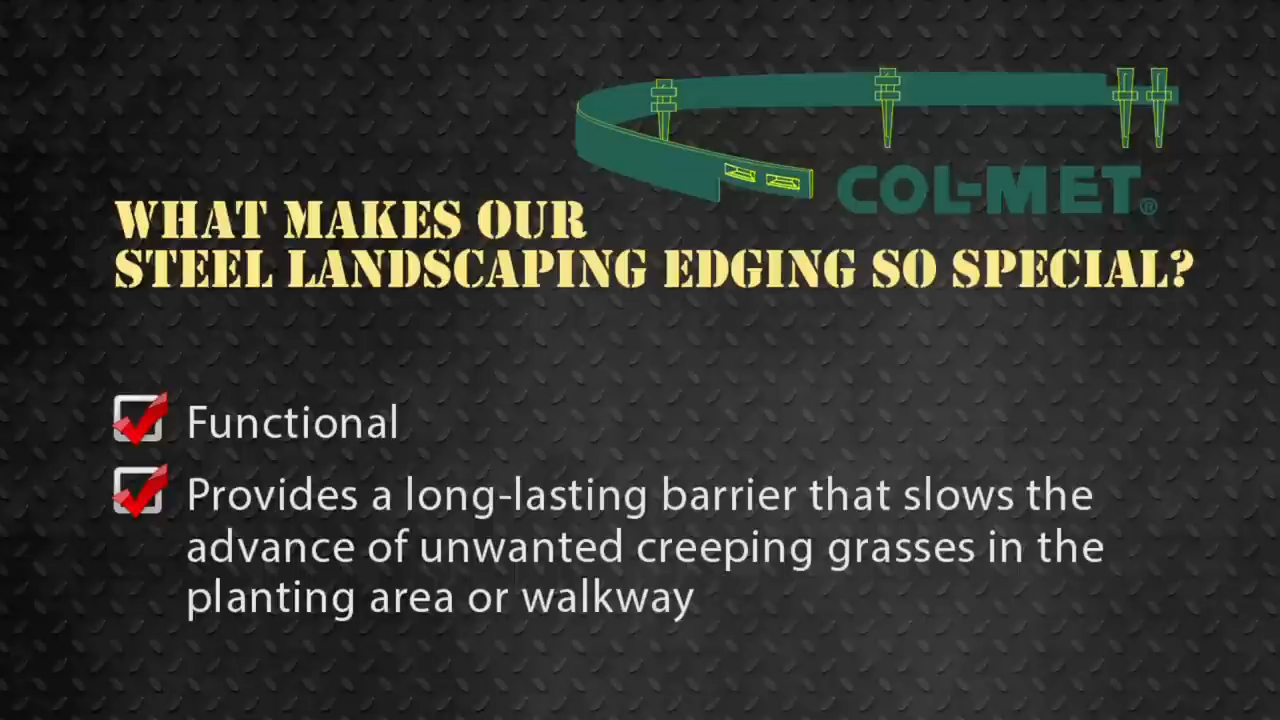 COL-MET®
WHAT MAKES OUR
STEEL LANDSCAPING EDGING SO SPECIAL?
Functional
Provides a long-lasting barrier that slows the
advance of unwanted creeping grasses in the
planting area or walkway